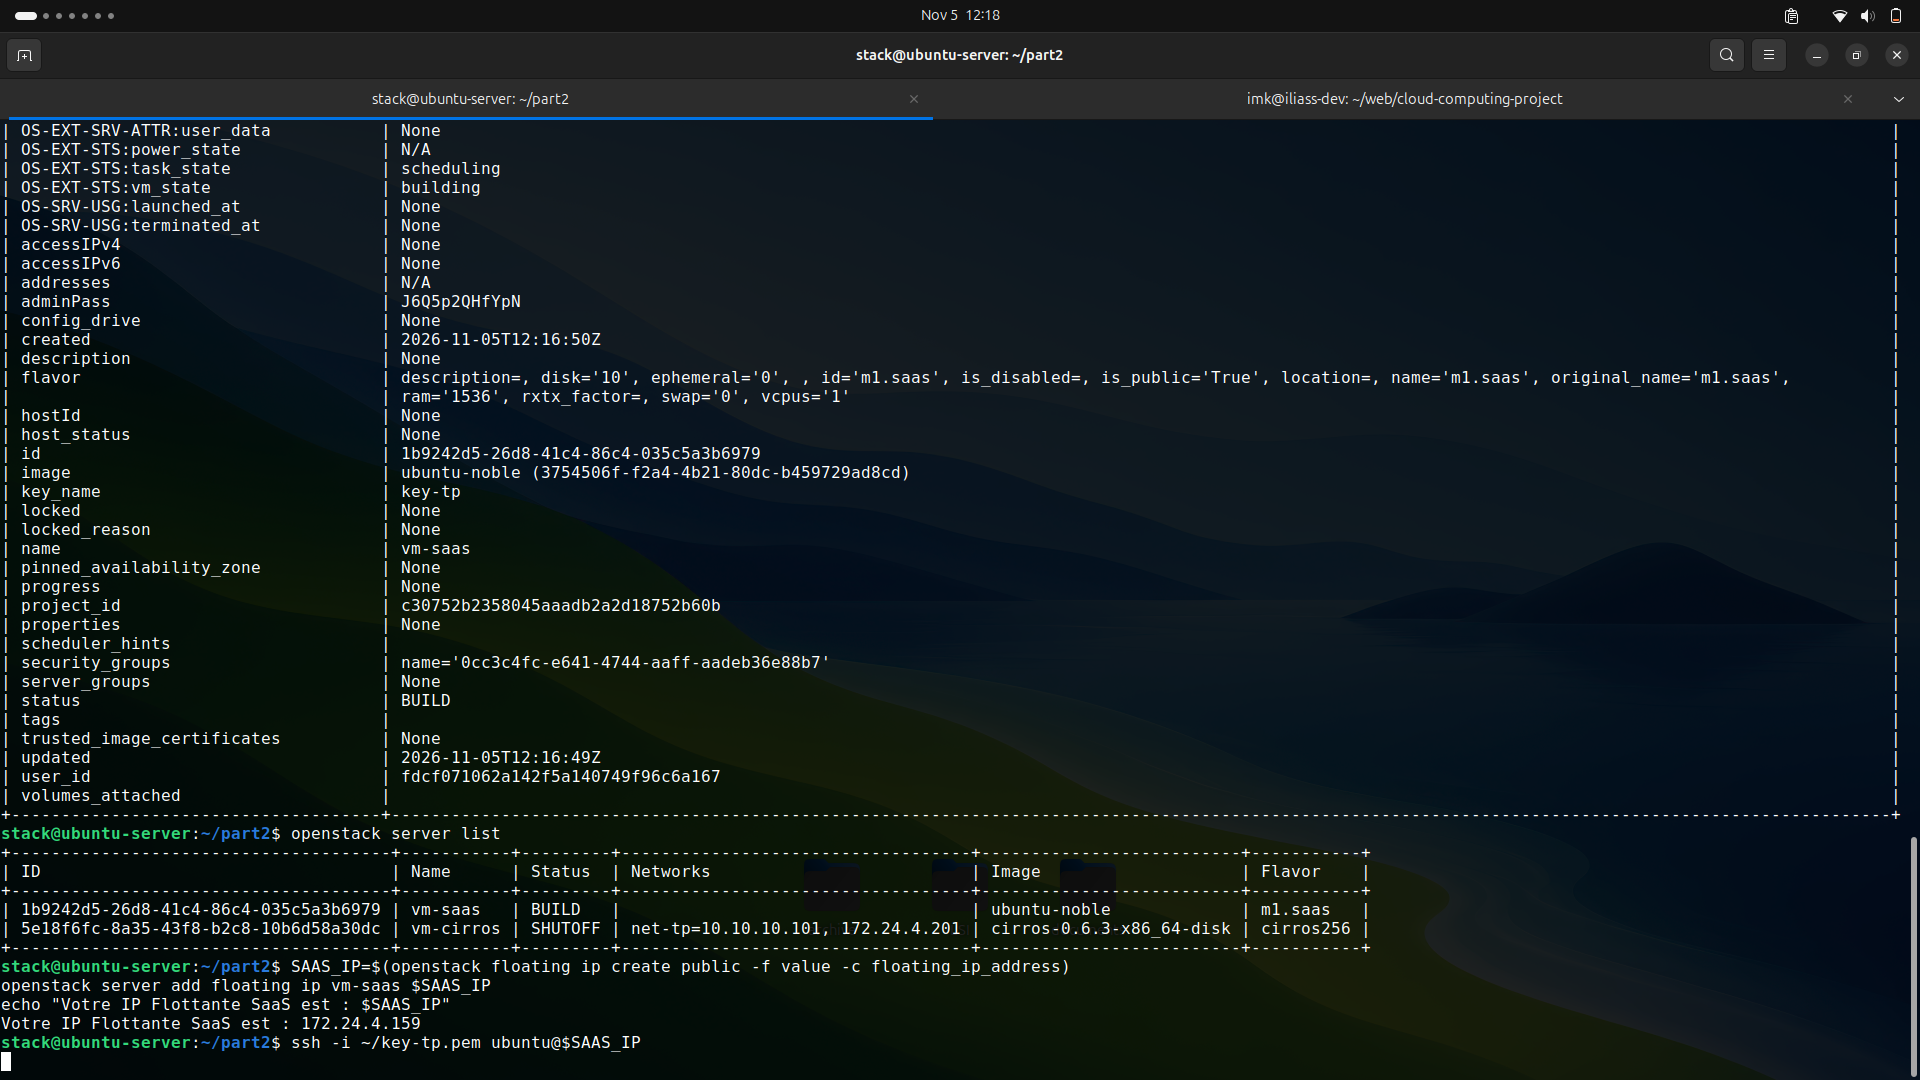 Nov 5 12:18
stack@ubuntu-server: ~/part2
stack@ubuntu-server: ~/part2
imk@iliass-dev: ~/web/cloud-computing-project
| OS-EXT-SRV-ATTR:user_data | None |
| OS-EXT-STS:power_state | N/A |
| OS-EXT-STS:task_state | scheduling |
| OS-EXT-STS:vm_state | building |
| OS-SRV-USG:launched_at | None |
| OS-SRV-USG:terminated_at | None |
| accessIPv4 | None |
| accessIPv6 | None |
| addresses | N/A |
| adminPass | J6Q5p2QHfYpN |
| config_drive | None |
| created | 2026-11-05T12:16:50Z |
| description | None |
| flavor | description=, disk='10', ephemeral='0', , id='m1.saas', is_disabled=, is_public='True', location=, name='m1.saas', original_name='m1.saas', |
| | ram='1536', rxtx_factor=, swap='0', vcpus='1' |
| hostId | None |
| host_status | None |
| id | 1b9242d5-26d8-41c4-86c4-035c5a3b6979 |
| image | ubuntu-noble (3754506f-f2a4-4b21-80dc-b459729ad8cd) |
| key_name | key-tp |
| locked | None |
| locked_reason | None |
| name | vm-saas |
| pinned_availability_zone | None |
| progress | None |
| project_id | c30752b2358045aaadb2a2d18752b60b |
| properties | None |
| scheduler_hints | |
| security_groups | name='0cc3c4fc-e641-4744-aaff-aadeb36e88b7' |
| server_groups | None |
| status | BUILD |
| tags | |
| trusted_image_certificates | None |
| updated | 2026-11-05T12:16:49Z |
| user_id | fdcf071062a142f5a140749f96c6a167 |
| volumes_attached | |
stack@ubuntu-server:~/part2$ openstack server list
| ID | Name | Status | Networks | Image | Flavor |
| 1b9242d5-26d8-41c4-86c4-035c5a3b6979 | vm-saas | BUILD | | ubuntu-noble | m1.saas |
| 5e18f6fc-8a35-43f8-b2c8-10b6d58a30dc | vm-cirros | SHUTOFF | net-tp=10.10.10.101, 172.24.4.201 | cirros-0.6.3-x86_64-disk | cirros256 |
stack@ubuntu-server:~/part2$ SAAS_IP=$(openstack floating ip create public -f value -c floating_ip_address)
openstack server add floating ip vm-saas $SAAS_IP
echo "Votre IP Flottante SaaS est : $SAAS_IP"
Votre IP Flottante SaaS est : 172.24.4.159
stack@ubuntu-server:~/part2$ ssh -i ~/key-tp.pem ubuntu@$SAAS_IP